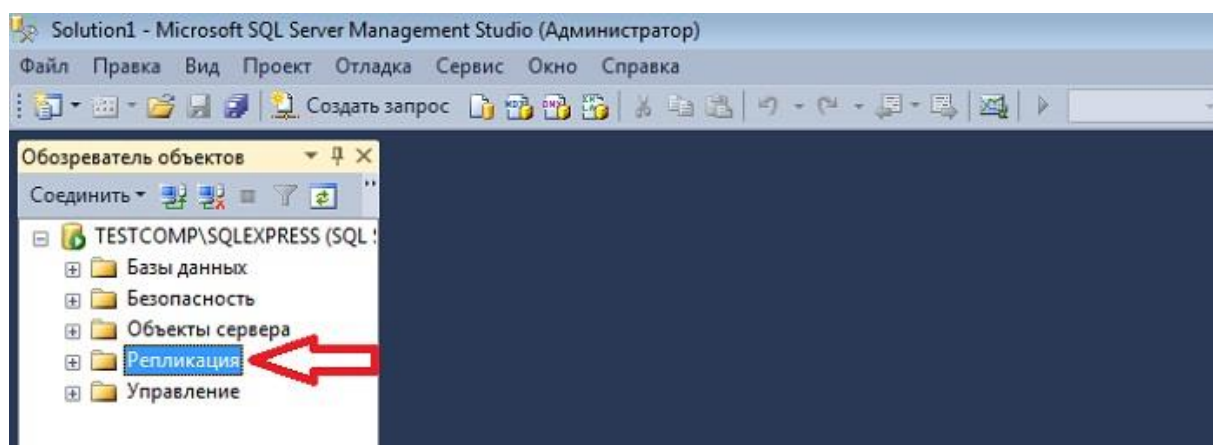 Solution1 - Microsoft SQL Server Management Studio (Администратор)
Файл Правка Вид Проект Отладка Сервис Окно Справка
Создать запрос
Обозреватель объектов
Соединить
TESTCOMP\SQLEXPRESS (SQL
Базы данных
Безопасность
Объекты сервера
Репликация
Управление